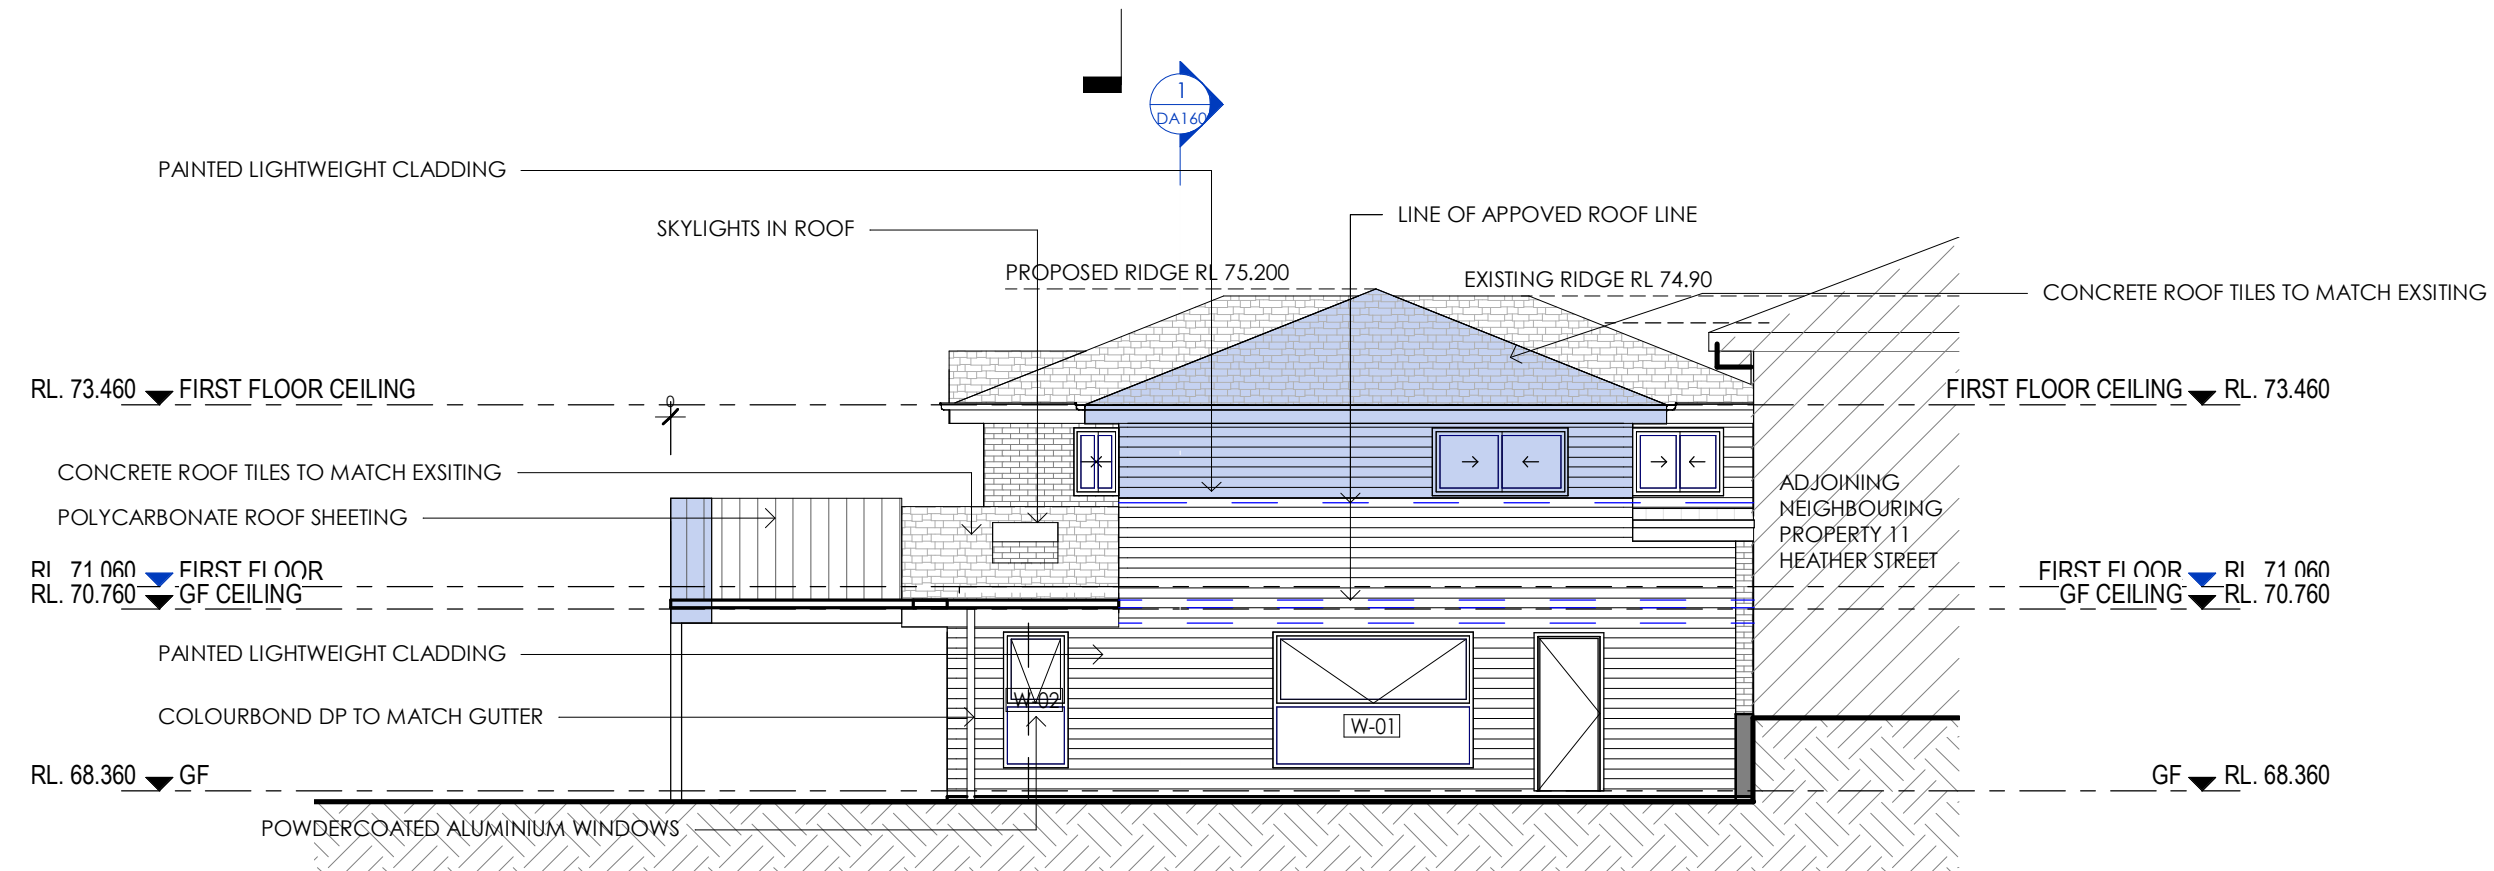 1
DA160
PAINTED LIGHTWEIGHT CLADDING
LINE OF APPOVED ROOF LINE
SKYLIGHTS IN ROOF
PROPOSED RIDGE RL 75.200
EXISTING RIDGE RL 74.90
CONCRETE ROOF TILES TO MATCH EXSITING
RL. 73.460 FIRST FLOOR CEILING
FIRST FLOOR CEILING RL. 73.460
0
CONCRETE ROOF TILES TO MATCH EXSITING
ADJOINING
NEIGHBOURING
PROPERTY 11
HEATHER STREET
POLYCARBONATE ROOF SHEETING
RL. 71.060 FIRST FLOOR
FIRST FLOOR RL. 71.060
RL. 70.760 GF CEILING
GF CEILING RL. 70.760
PAINTED LIGHTWEIGHT CLADDING
W-02
COLOURBOND DP TO MATCH GUTTER
W-01
RL. 68.360 GF
GF RL. 68.360
POWDERCOATED ALUMINIUM WINDOWS